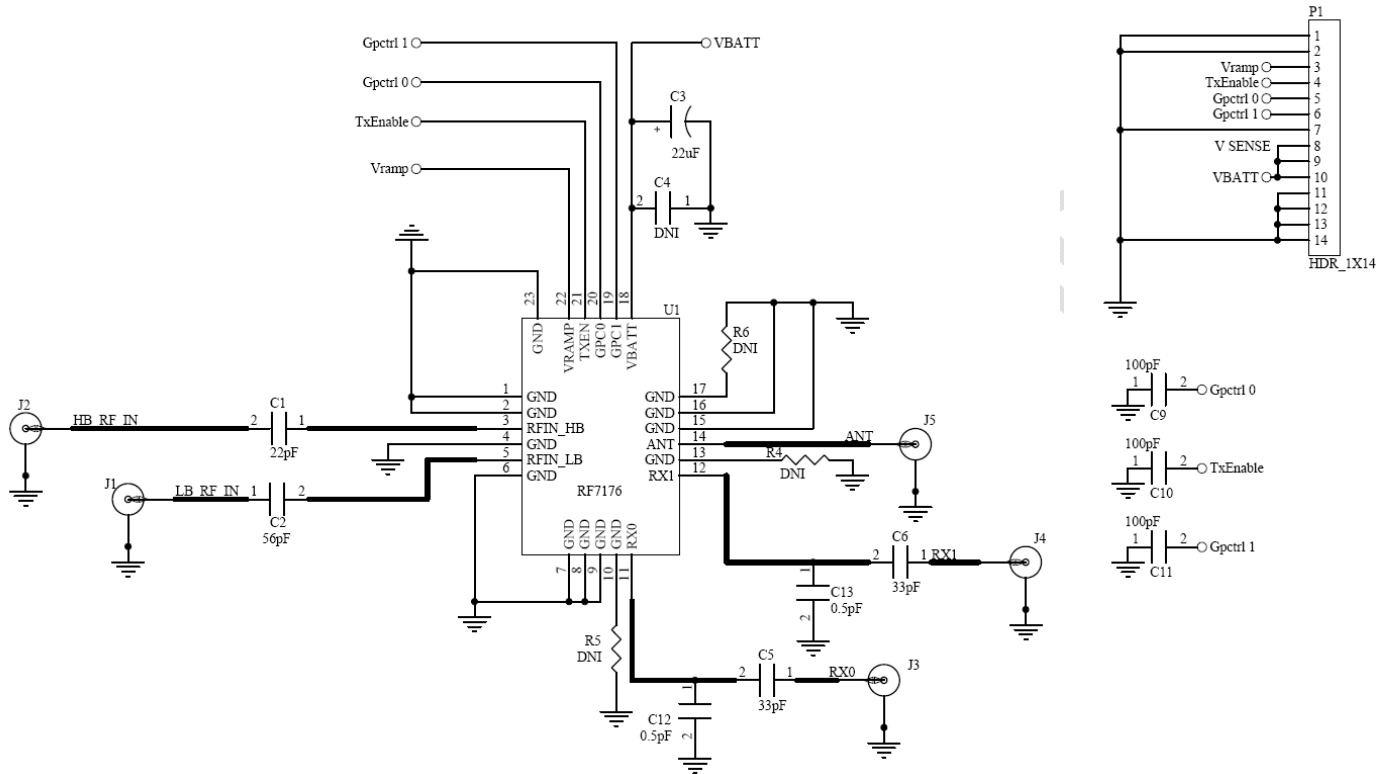 P1
Gpctrl 1
VBATT
1
2
Vramp 3
TxEnable 4
Gpctrl 0 5
Gpctrl 1 6
7
V SENSE 8
9
VBATT 10
11
12
13
14
HDR_1X14
Gpctrl 0
C3
+
22uF
TxEnable
Vramp
C4
2 1
DNI
23 22 21 20 19 18
U1
GND VRAMP TXEN GPC0 GPC1 VBATT
R6
DNI
1 GND
2 GND
3 RFIN_HB
4 GND
5 RFIN_LB
6 GND
GND 17
GND 16
GND 15
ANT 14
GND 13
RX1 12
RF7176
GND GND GND GND RX0
7 8 9 10 11
J2
HB_RF_IN
C1
2 1
22pF
J1
LB_RF_IN
1 2
C2
56pF
ANT
J5
R4
DNI
C6
2 1
33pF
RX1
J4
1
C13
0.5pF
2
R5
DNI
C5
2 1
33pF
RX0
J3
1
C12
0.5pF
2
100pF
1 2 Gpctrl 0
C9
100pF
1 2 TxEnable
C10
100pF
1 2 Gpctrl 1
C11